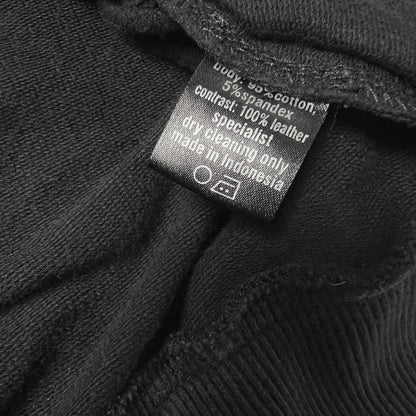 body: 95%cotton,
5%spandex
contrast: 100% leather
specialist
dry cleaning only
made in Indonesia